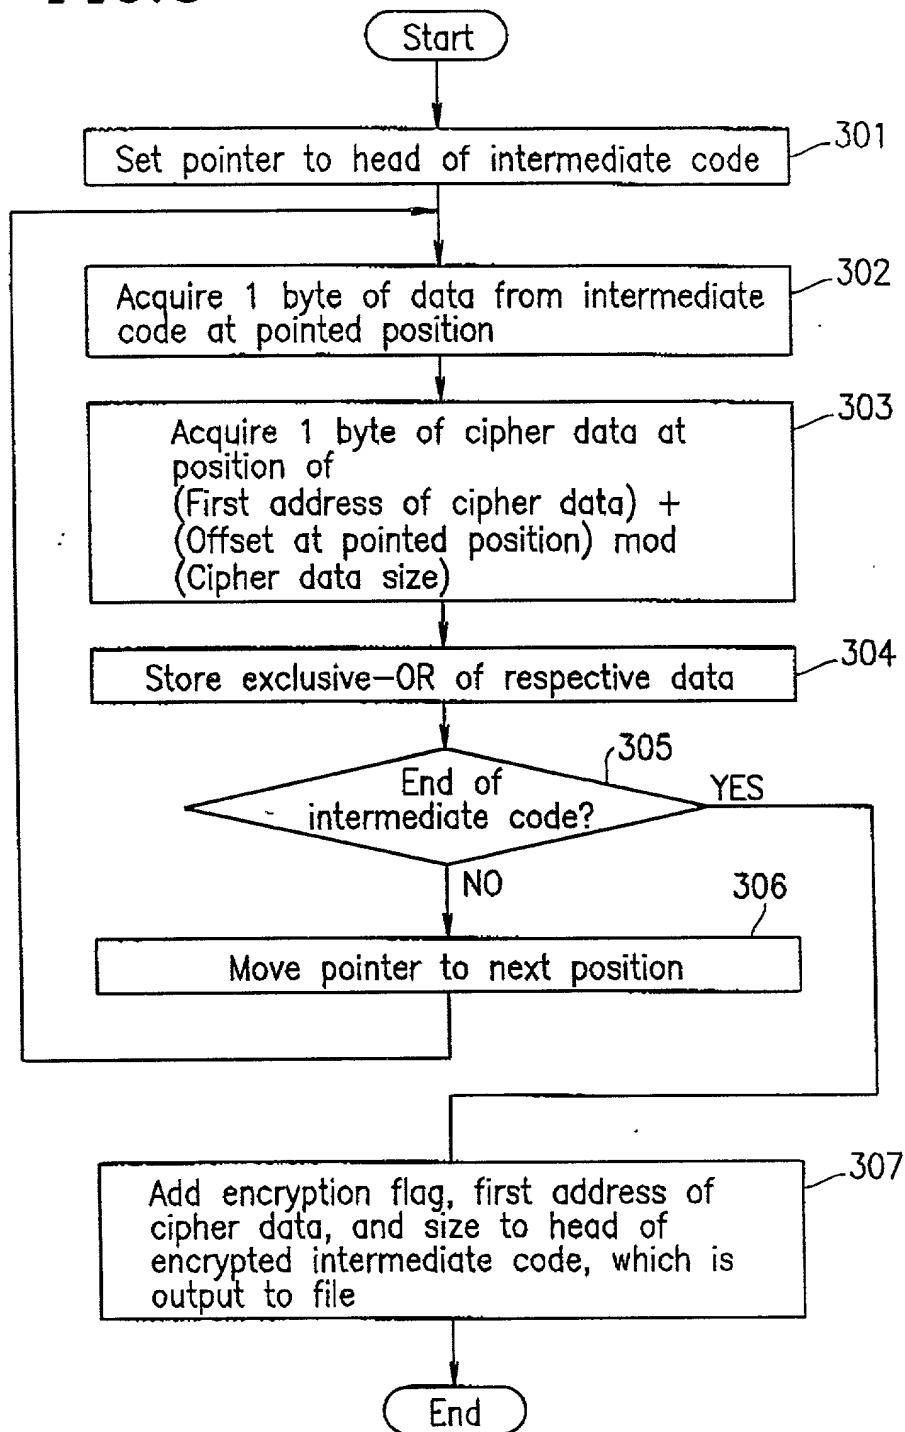 Start
Set pointer to head of intermediate code
301
Acquire 1 byte of data from intermediate
code at pointed position
302
Acquire 1 byte of cipher data at
position of
(First address of cipher data) +
(Offset at pointed position) mod
(Cipher data size)
303
Store exclusive-OR of respective data
304
305
End of
intermediate code?
YES
NO
306
Move pointer to next position
307
Add encryption flag, first address of
cipher data, and size to head of
encrypted intermediate code, which is
output to file
End